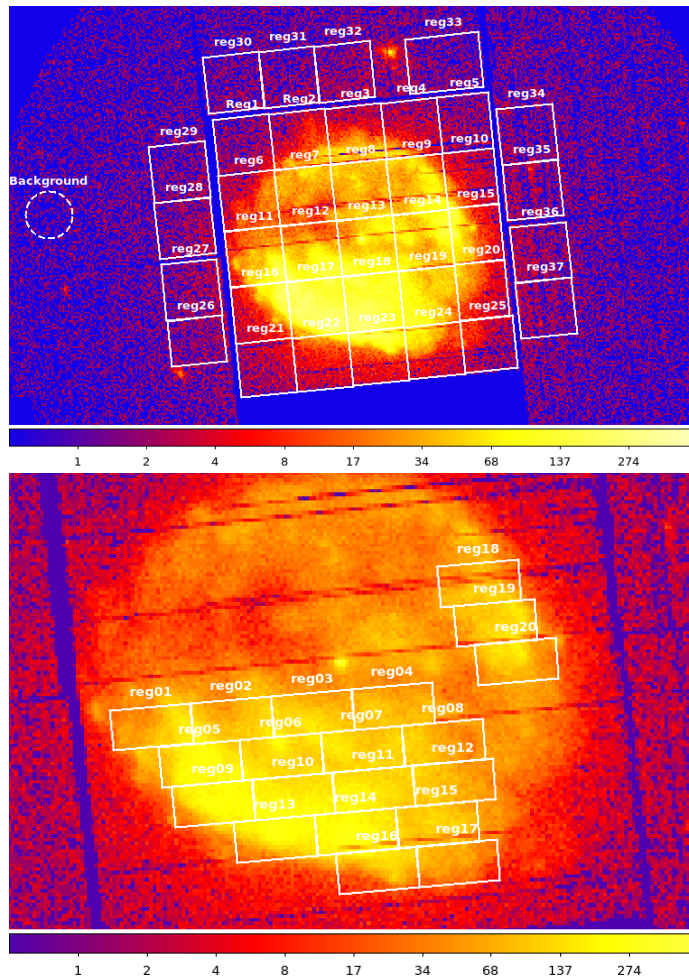 reg33
reg32
reg31
reg30
reg5
reg4
reg3
Reg2
Reg1
reg34
reg29
reg10
reg9
reg8
reg7
reg6
reg35
Background
reg28
reg15
reg14
reg13
reg12
reg11
reg36
reg27
reg20
reg19
reg18
reg17
reg16
reg37
reg26
reg25
reg24
reg23
reg22
reg21
1 2 4 8 17 34 68 137 274
reg18
reg19
reg20
reg04
reg03
reg02
reg01
reg08
reg07
reg06
reg05
reg12
reg11
reg10
reg09
reg15
reg14
reg13
reg17
reg16
1 2 4 8 17 34 68 137 274